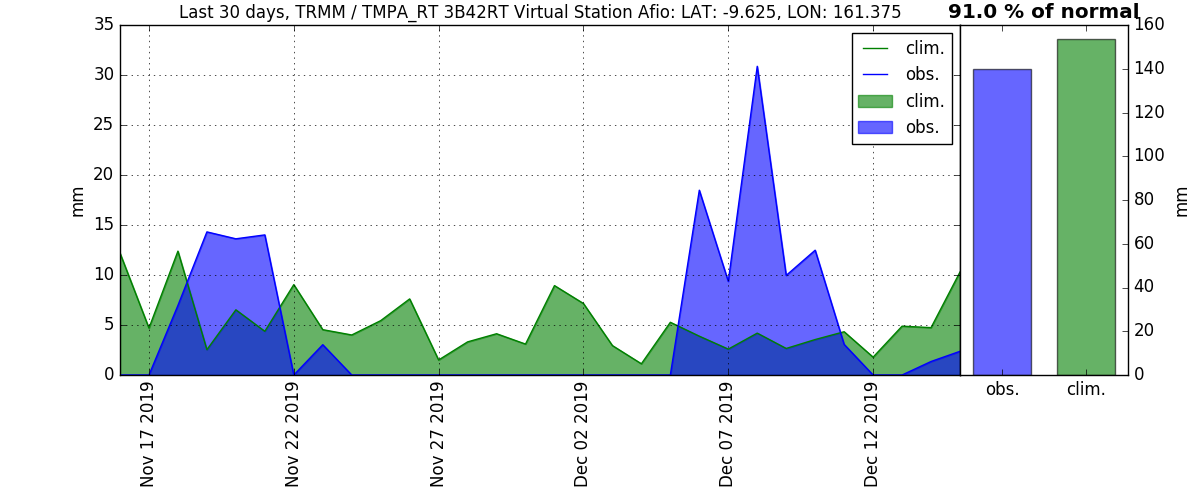 Last 30 days, TRMM / TMPA_RT 3B42RT Virtual Station Afio: LAT: -9.625, LON: 161.375
91.0 % of normal
35
30
25
20
15
10
5
0
mm
clim.
obs.
clim.
obs.
Nov 17 2019
Nov 22 2019
Nov 27 2019
Dec 02 2019
Dec 07 2019
Dec 12 2019
160
140
120
100
80
60
40
20
0
mm
obs.
clim.